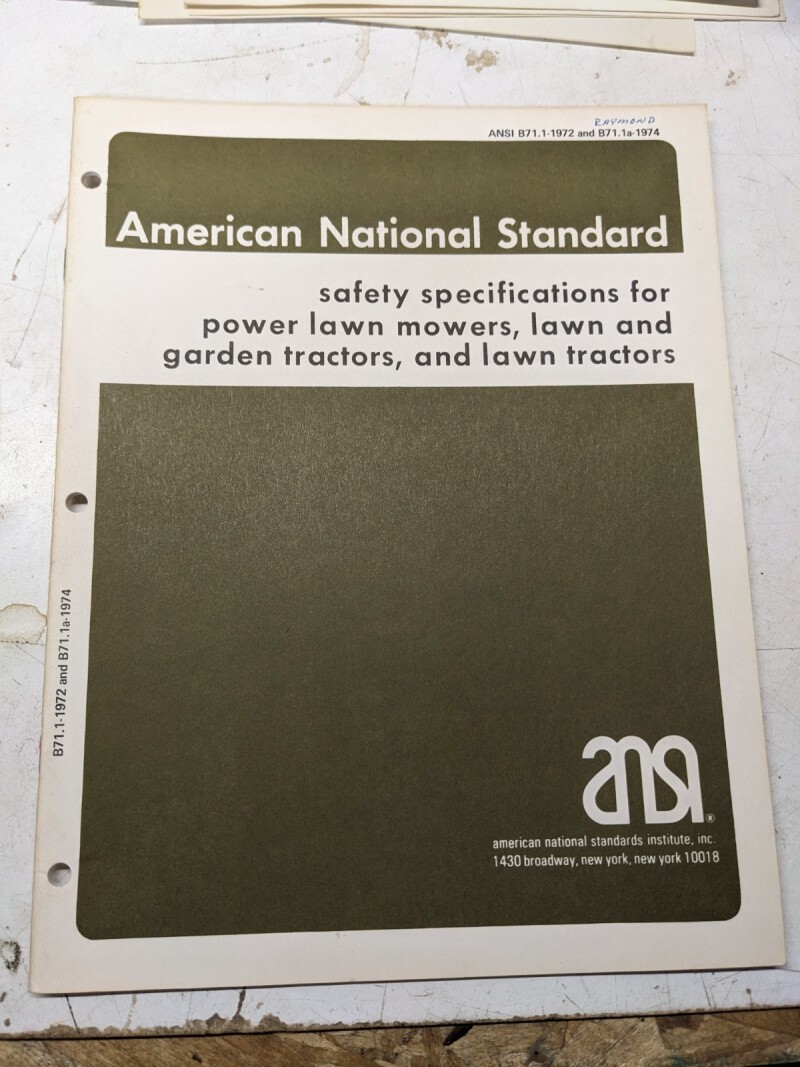 RAYMOND
ANSI B71.1-1972 and B71.1a-1974
American National Standard
safety specifications for
power lawn mowers, lawn and
garden tractors, and lawn tractors
B71.1-1972 and B71.1a-1974
ansi®
american national standards institute, inc.
1430 broadway, new york, new york 10018